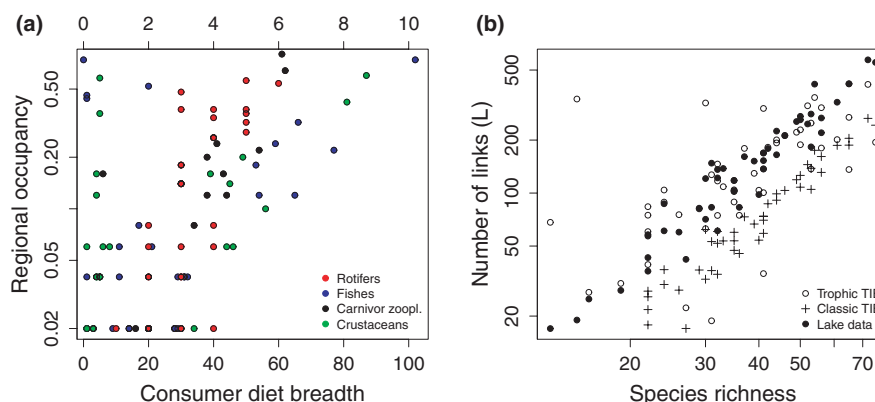 (a)
0 2 4 6 8 10
Regional occupancy
0.50
0.20
0.05
0.02
Rotifers
Fishes
Carnivor zoopl.
Crustaceans
0 20 40 60 80 100
Consumer diet breadth
(b)
Number of links (L)
500
200
100
50
20
Trophic TIB
Classic TIB
Lake data
20 30 40 50 70
Species richness